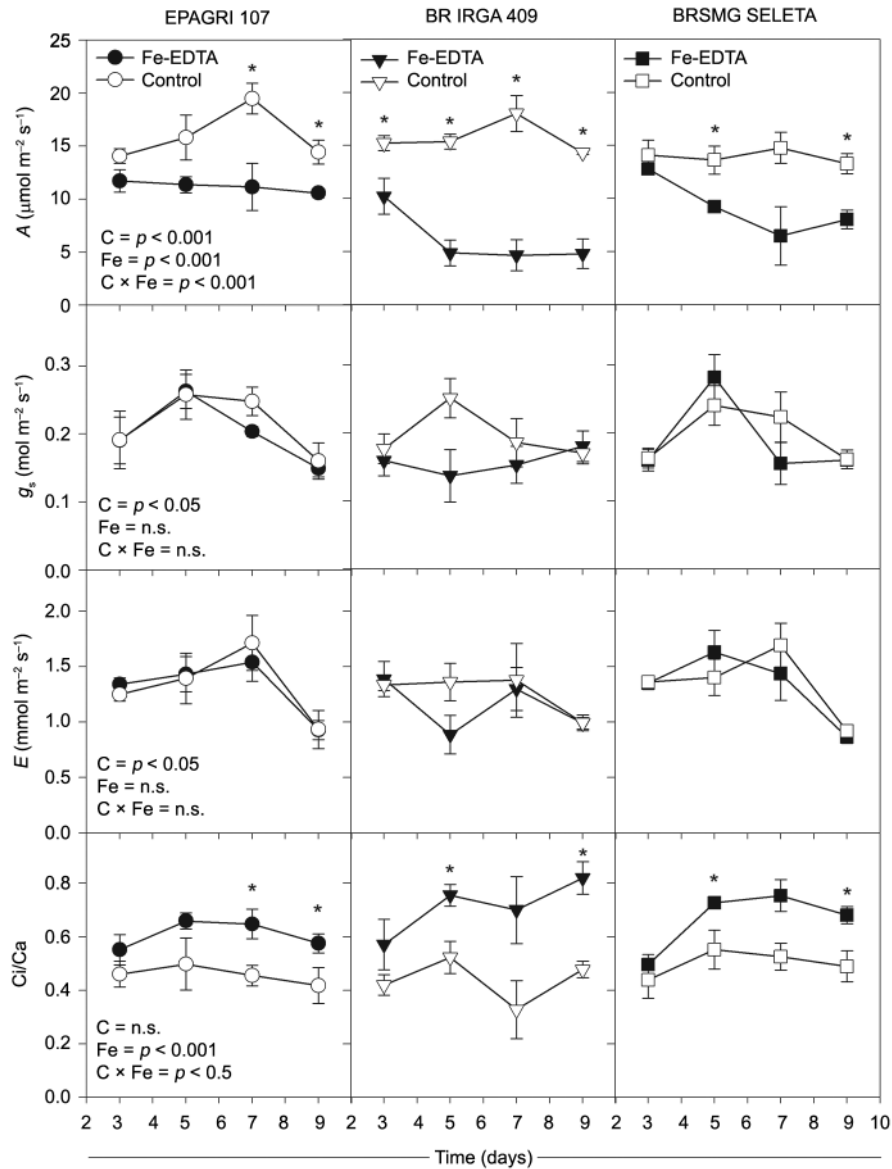 EPAGRI 107
BR IRGA 409
BRSMG SELETA
25
20
15
10
5
0
A (μmol m⁻² s⁻¹)
Fe-EDTA
Control
*
*
C = p < 0.001
Fe = p < 0.001
C × Fe = p < 0.001
Fe-EDTA
Control
*
*
*
*
Fe-EDTA
Control
*
*
0.3
0.2
0.1
0.0
gₛ (mol m⁻² s⁻¹)
C = p < 0.05
Fe = n.s.
C × Fe = n.s.
2.0
1.5
1.0
0.5
0.0
E (mmol m⁻² s⁻¹)
C = p < 0.05
Fe = n.s.
C × Fe = n.s.
0.8
0.6
0.4
0.2
0.0
Ci/Ca
*
*
C = n.s.
Fe = p < 0.001
C × Fe = p < 0.5
*
*
*
*
2 3 4 5 6 7 8 9 2 3 4 5 6 7 8 9 2 3 4 5 6 7 8 9 10
Time (days)